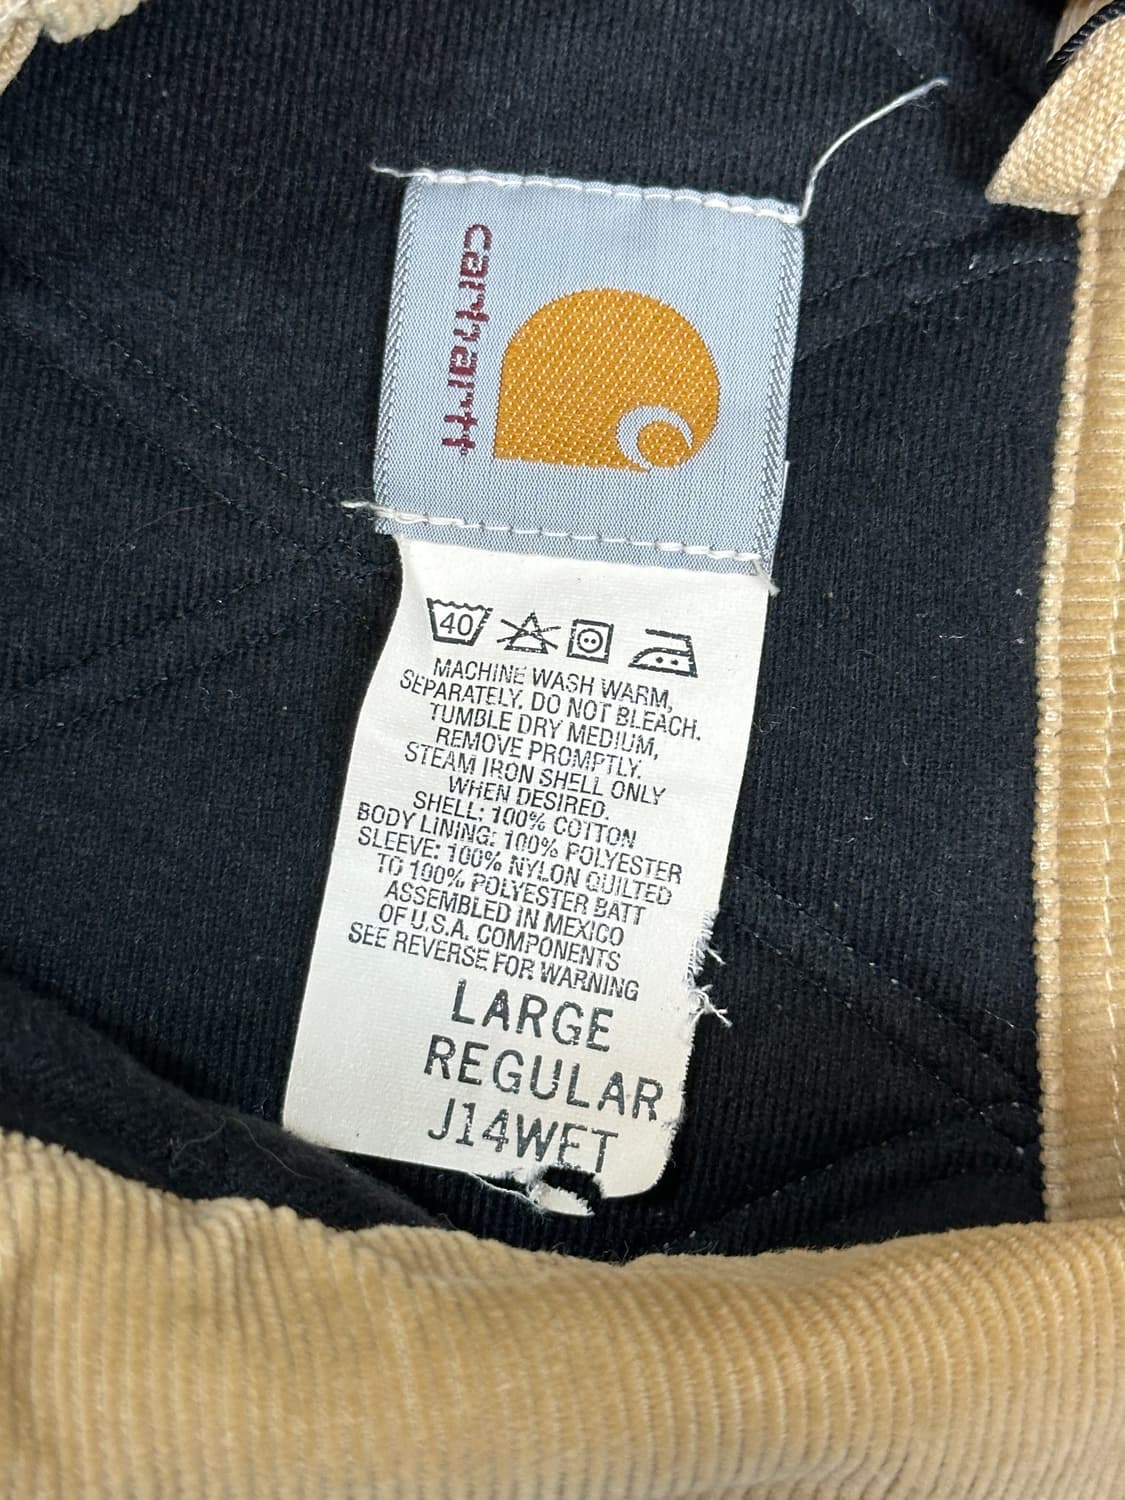 carhartt
40
MACHINE WASH WARM,
SEPARATELY. DO NOT BLEACH.
TUMBLE DRY MEDIUM,
REMOVE PROMPTLY.
STEAM IRON SHELL ONLY
WHEN DESIRED.
SHELL: 100% COTTON
BODY LINING: 100% POLYESTER
SLEEVE: 100% NYLON QUILTED
TO 100% POLYESTER BATT
ASSEMBLED IN MEXICO
OF U.S.A. COMPONENTS
SEE REVERSE FOR WARNING
LARGE
REGULAR
J14WFT